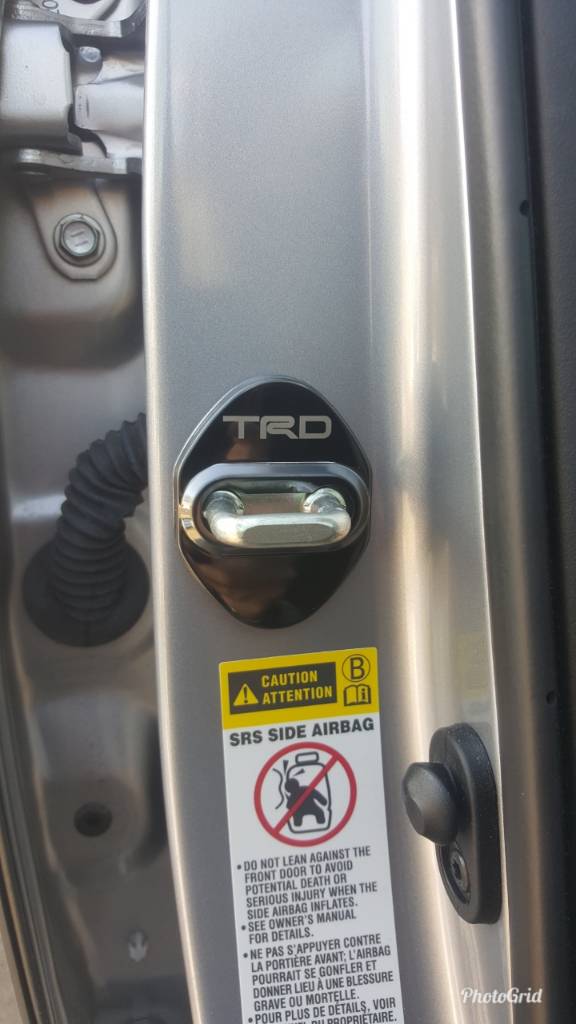 TRD
CAUTION
ATTENTION
B
SRS SIDE AIRBAG
• DO NOT LEAN AGAINST THE
FRONT DOOR TO AVOID
POTENTIAL DEATH OR
SERIOUS INJURY WHEN THE
SIDE AIRBAG INFLATES.
• SEE OWNER'S MANUAL
FOR DETAILS.
• NE PAS S'APPUYER CONTRE
LA PORTIÈRE AVANT; L'AIRBAG
POURRAIT SE GONFLER ET
DONNER LIEU À UNE BLESSURE
GRAVE OU MORTELLE.
• POUR PLUS DE DÉTAILS, VOIR
DU PROPRIÉTAIRE.
PhotoGrid